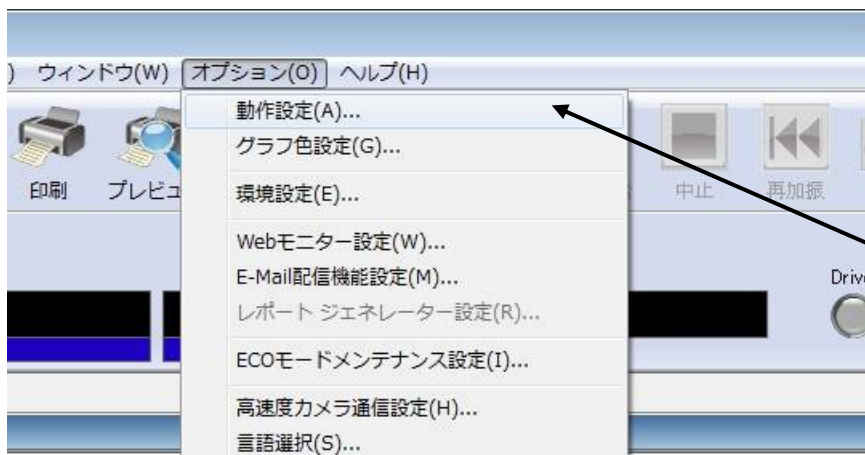 ) ウィンドウ(W) オプション(O) ヘルプ(H)
動作設定(A)...
グラフ色設定(G)...
環境設定(E)...
Webモニター設定(W)...
E-Mail配信機能設定(M)...
レポート ジェネレーター設定(R)...
ECOモードメンテナンス設定(I)...
高速度カメラ通信設定(H)...
言語選択(S)...
印刷 プレビュ 中止 再加振
Driv